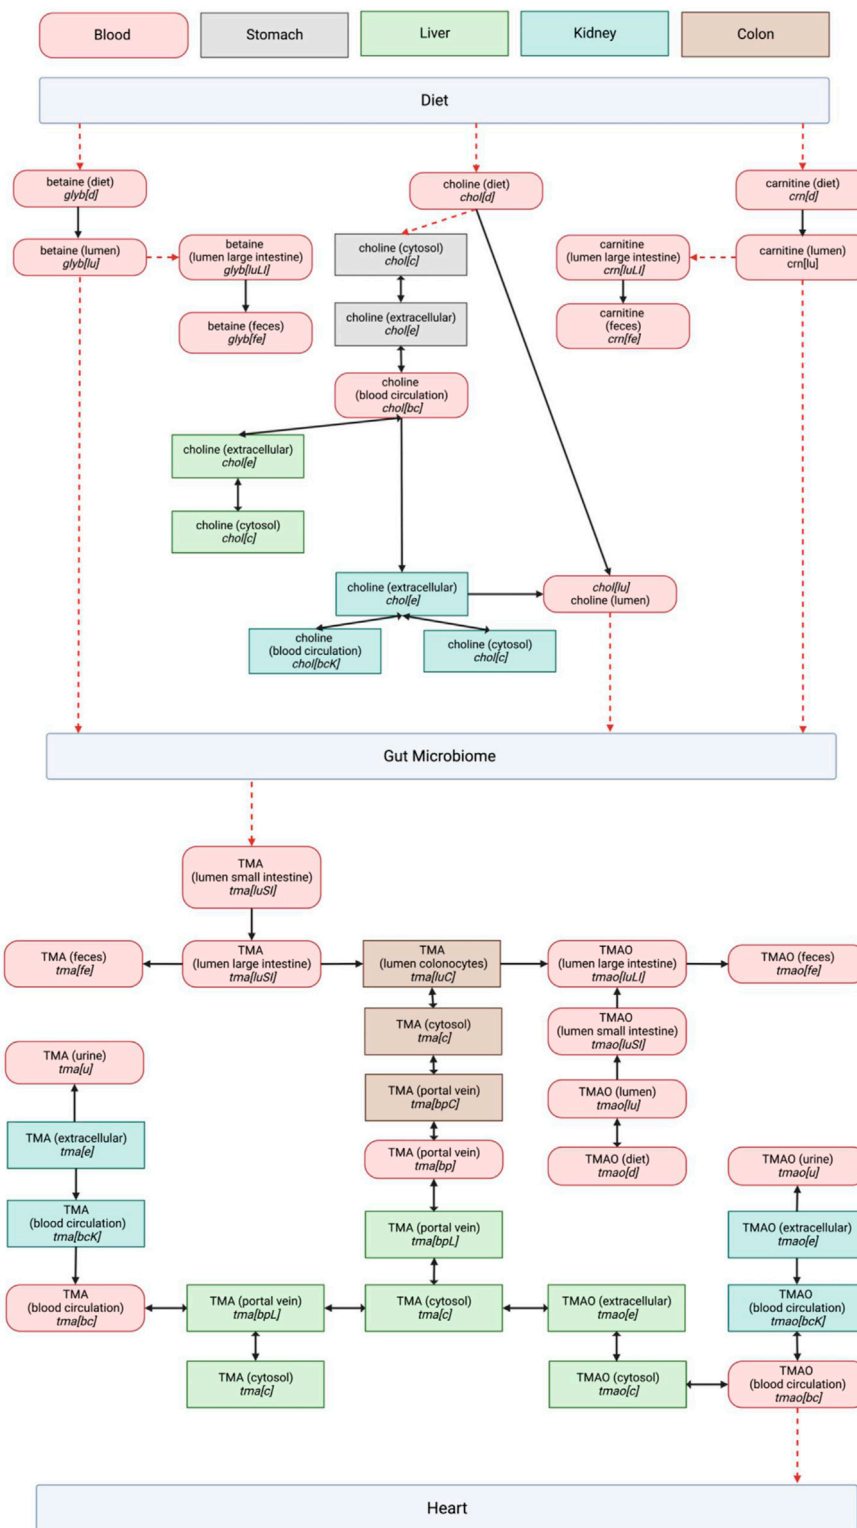 Blood
Stomach
Liver
Kidney
Colon
Diet
betaine (diet)
glyb[d]
choline (diet)
chol[d]
carnitine (diet)
crn[d]
betaine (lumen)
glyb[lu]
betaine
(lumen large intestine)
glyb[luLI]
choline (cytosol)
chol[c]
carnitine
(lumen large intestine)
crn[luLI]
carnitine (lumen)
crn[lu]
betaine (feces)
glyb[fe]
choline (extracellular)
chol[e]
carnitine
(feces)
crn[fe]
choline
(blood circulation)
chol[bc]
choline (extracellular)
chol[e]
choline (cytosol)
chol[c]
choline (extracellular)
chol[e]
chol[lu]
choline (lumen)
choline
(blood circulation)
chol[bcK]
choline (cytosol)
chol[c]
Gut Microbiome
TMA
(lumen small intestine)
tma[luSI]
TMA (feces)
tma[fe]
TMA
(lumen large intestine)
tma[luSI]
TMA
(lumen colonocytes)
tma[luC]
TMAO
(lumen large intestine)
tmao[luLI]
TMAO (feces)
tmao[fe]
TMA (cytosol)
tma[c]
TMAO
(lumen small intestine)
tmao[luSI]
TMA (urine)
tma[u]
TMA (portal vein)
tma[bpC]
TMAO (lumen)
tmao[lu]
TMA (extracellular)
tma[e]
TMA (portal vein)
tma[bp]
TMAO (diet)
tmao[d]
TMAO (urine)
tmao[u]
TMA
(blood circulation)
tma[bcK]
TMA (portal vein)
tma[bpL]
TMAO (extracellular)
tmao[e]
TMA
(blood circulation)
tma[bc]
TMA (portal vein)
tma[bpL]
TMA (cytosol)
tma[c]
TMAO (extracellular)
tmao[e]
TMAO
(blood circulation)
tmao[bcK]
TMA (cytosol)
tma[c]
TMAO (cytosol)
tmao[c]
TMAO
(blood circulation)
tmao[bc]
Heart